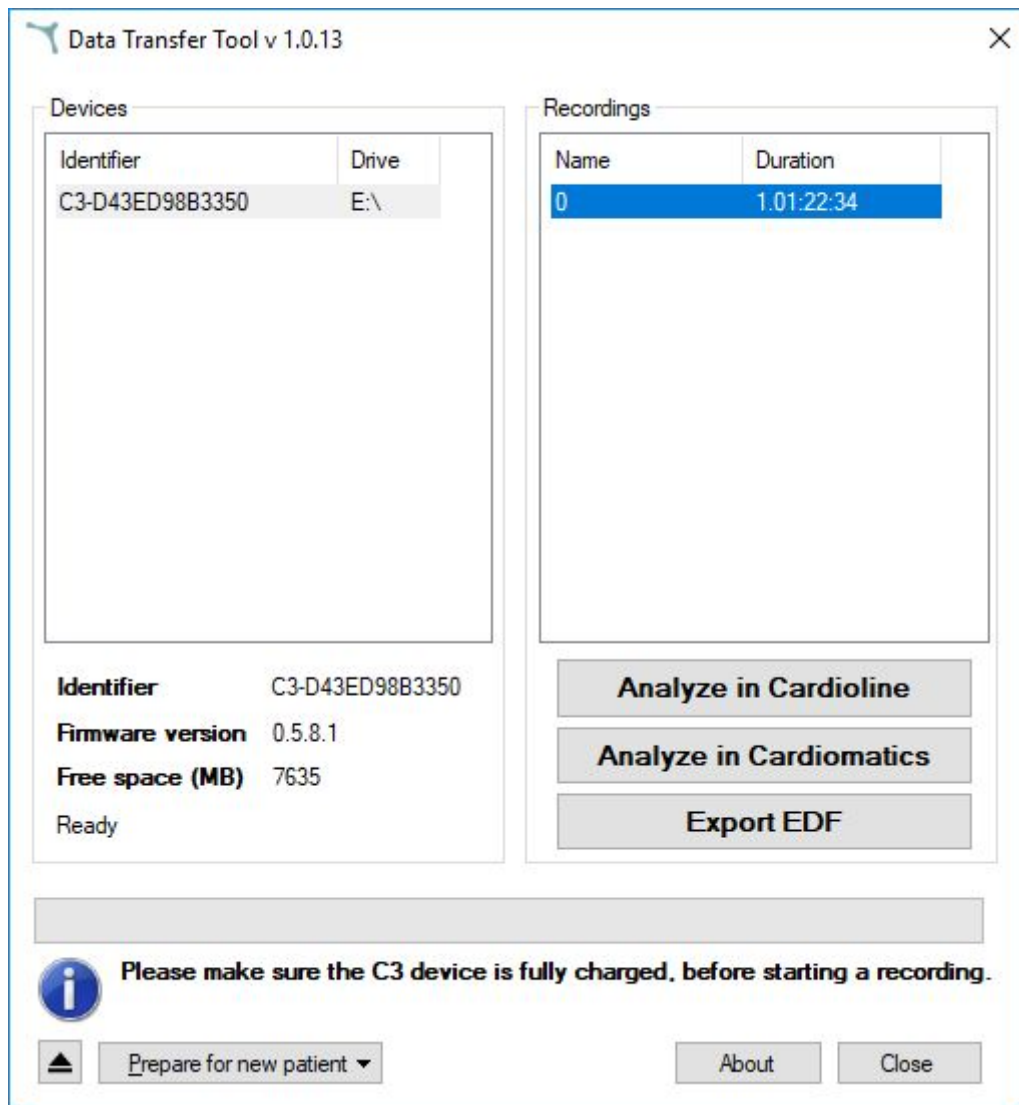 Data Transfer Tool v 1.0.13
Devices
Identifier Drive
C3-D43ED98B3350 E:\
Identifier C3-D43ED98B3350
Firmware version 0.5.8.1
Free space (MB) 7635
Ready
Recordings
Name Duration
0 1.01:22:34
Analyze in Cardioline
Analyze in Cardiomatics
Export EDF
Please make sure the C3 device is fully charged, before starting a recording.
Prepare for new patient
About
Close